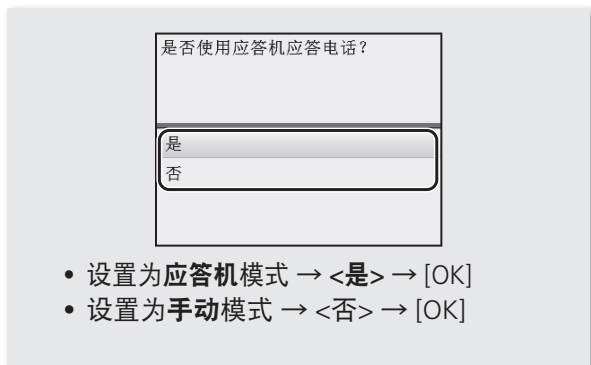 是否使用应答机应答电话？
是
否
• 设置为应答机模式 → <是> → [OK]
• 设置为手动模式 → <否> → [OK]